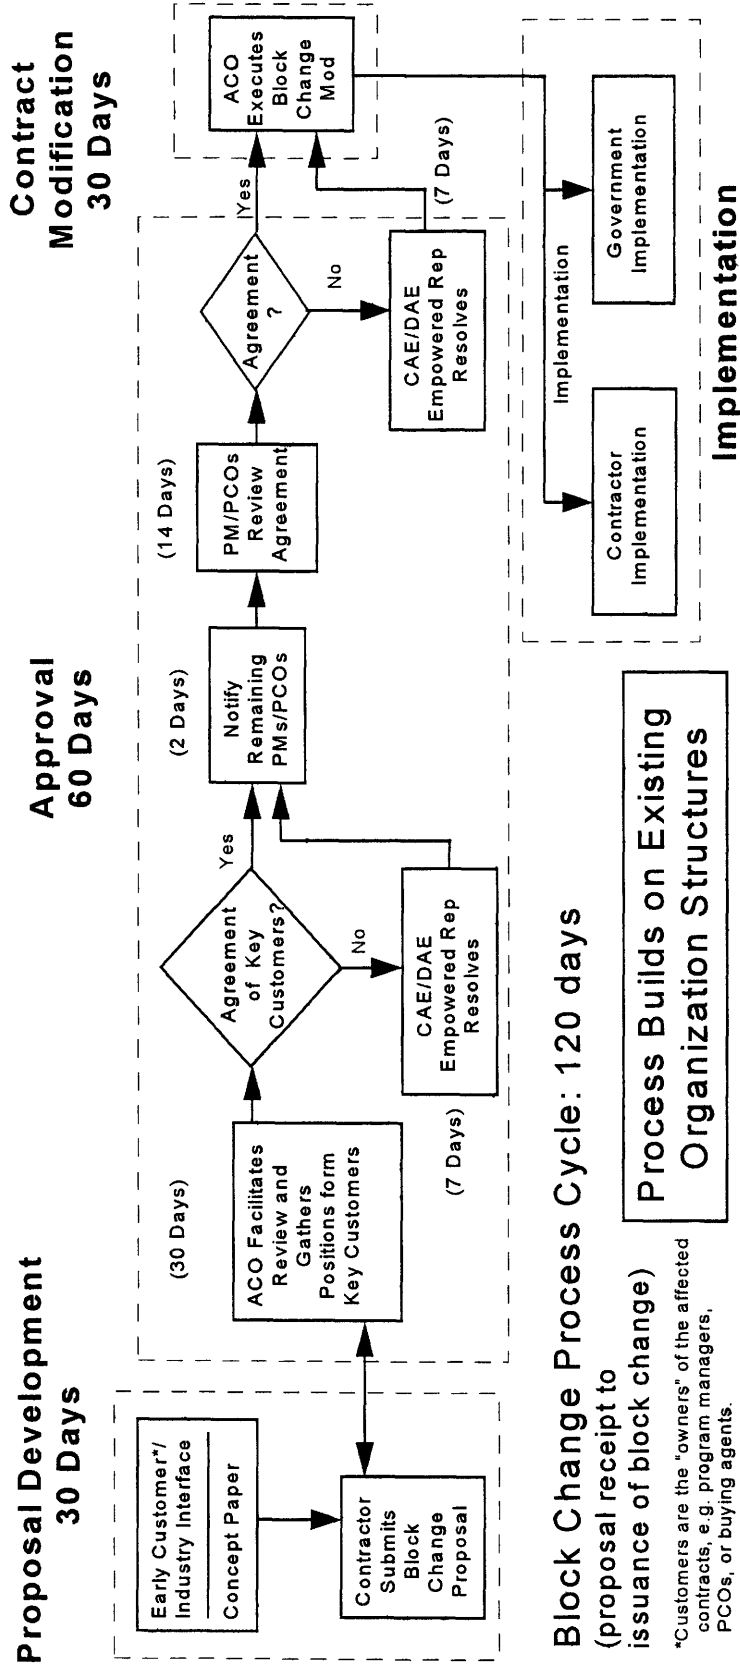 Proposal Development
30 Days
Approval
60 Days
Contract
Modification
30 Days
Early Customer*/
Industry Interface
Concept Paper
Contractor
Submits
Block
Change
Proposal
(30 Days)
ACO Facilitates
Review and
Gathers
Positions form
Key Customers
Agreement
of Key
Customers?
Yes
No
(7 Days)
CAE/DAE
Empowered Rep
Resolves
(2 Days)
Notify
Remaining
PMs/PCOs
(14 Days)
PM/PCOs
Review
Agreement
Agreement
?
Yes
No
CAE/DAE
Empowered Rep
Resolves
(7 Days)
ACO
Executes
Block
Change
Mod
Implementation
Contractor
Implementation
Government
Implementation
Implementation
Block Change Process Cycle: 120 days
(proposal receipt to
issuance of block change)
*Customers are the "owners" of the affected
contracts, e.g. program managers,
PCOs, or buying agents.
Process Builds on Existing
Organization Structures